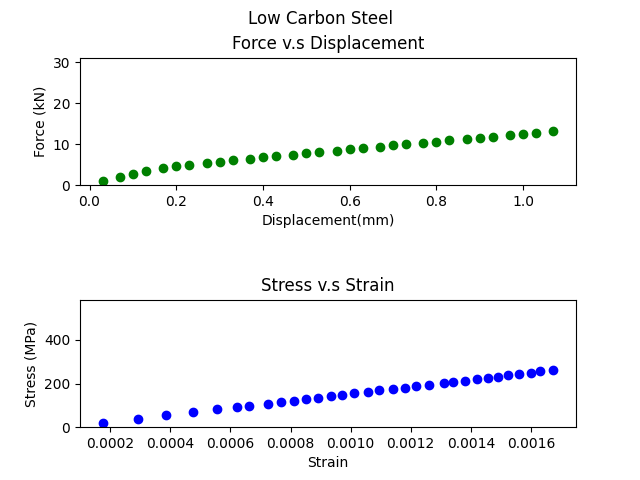 Low Carbon Steel
Force v.s Displacement
30
20
10
0
Force (kN)
0.0 0.2 0.4 0.6 0.8 1.0
Displacement(mm)
Stress v.s Strain
400
200
0
Stress (MPa)
0.0002 0.0004 0.0006 0.0008 0.0010 0.0012 0.0014 0.0016
Strain